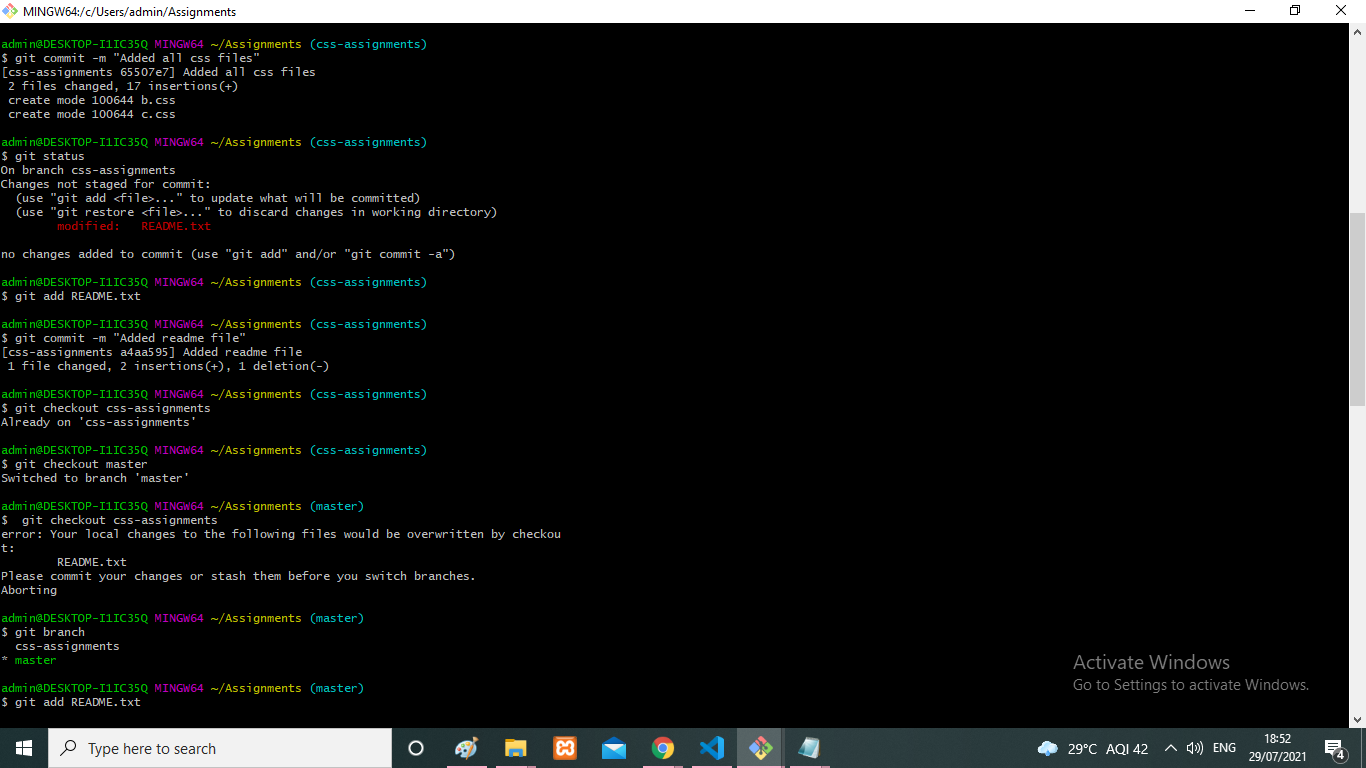 MINGW64:/c/Users/admin/Assignments
admin@DESKTOP-I1IC35Q MINGW64 ~/Assignments (css-assignments)
$ git commit -m "Added all css files"
[css-assignments 65507e7] Added all css files
 2 files changed, 17 insertions(+)
 create mode 100644 b.css
 create mode 100644 c.css
admin@DESKTOP-I1IC35Q MINGW64 ~/Assignments (css-assignments)
$ git status
On branch css-assignments
Changes not staged for commit:
  (use "git add <file>..." to update what will be committed)
  (use "git restore <file>..." to discard changes in working directory)
        modified:   README.txt
no changes added to commit (use "git add" and/or "git commit -a")
admin@DESKTOP-I1IC35Q MINGW64 ~/Assignments (css-assignments)
$ git add README.txt
admin@DESKTOP-I1IC35Q MINGW64 ~/Assignments (css-assignments)
$ git commit -m "Added readme file"
[css-assignments a4aa595] Added readme file
 1 file changed, 2 insertions(+), 1 deletion(-)
admin@DESKTOP-I1IC35Q MINGW64 ~/Assignments (css-assignments)
$ git checkout css-assignments
Already on 'css-assignments'
admin@DESKTOP-I1IC35Q MINGW64 ~/Assignments (css-assignments)
$ git checkout master
Switched to branch 'master'
admin@DESKTOP-I1IC35Q MINGW64 ~/Assignments (master)
$  git checkout css-assignments
error: Your local changes to the following files would be overwritten by checkou
t:
        README.txt
Please commit your changes or stash them before you switch branches.
Aborting
admin@DESKTOP-I1IC35Q MINGW64 ~/Assignments (master)
$ git branch
  css-assignments
* master
admin@DESKTOP-I1IC35Q MINGW64 ~/Assignments (master)
$ git add README.txt
Activate Windows
Go to Settings to activate Windows.
Type here to search
29°C AQI 42
ENG
18:52
29/07/2021
4